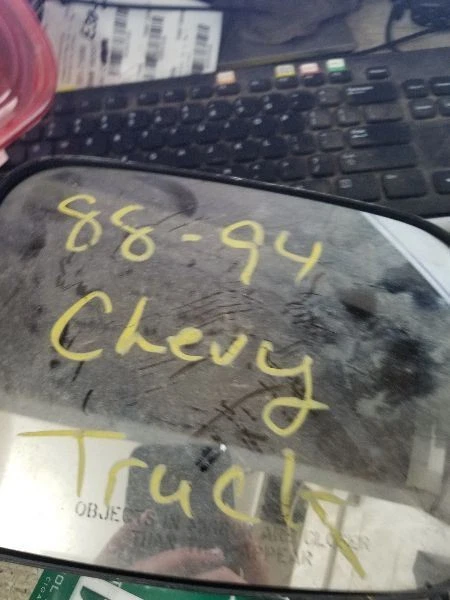 88-94
Chevy
Truck
OBJECTS IN MIRROR ARE CLOSER
THAN THEY APPEAR